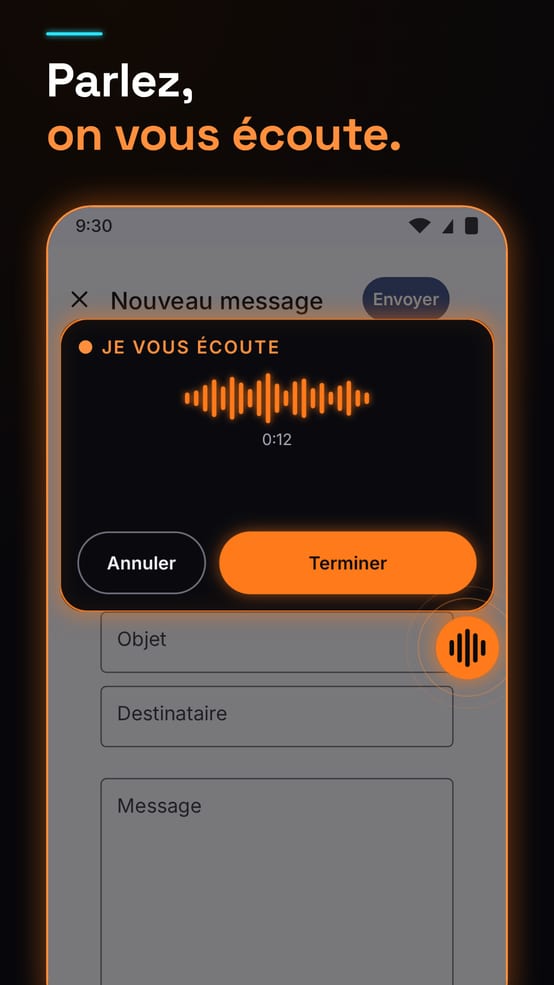 Parlez,
on vous écoute.
9:30
Nouveau message
Envoyer
JE VOUS ÉCOUTE
0:12
Annuler
Terminer
Objet
Destinataire
Message